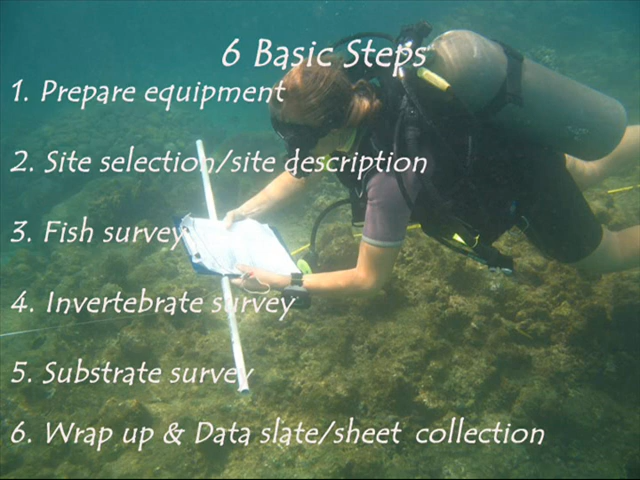 6 Basic Steps
1. Prepare equipment
2. Site selection/site description
3. Fish survey
4. Invertebrate survey
5. Substrate survey
6. Wrap up & Data slate/sheet collection